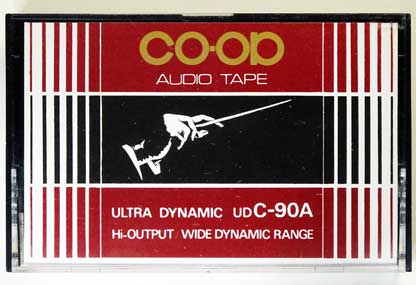 CO-OP
AUDIO TAPE
ULTRA DYNAMIC UDC-90A
Hi-OUTPUT / WIDE DYNAMIC RANGE